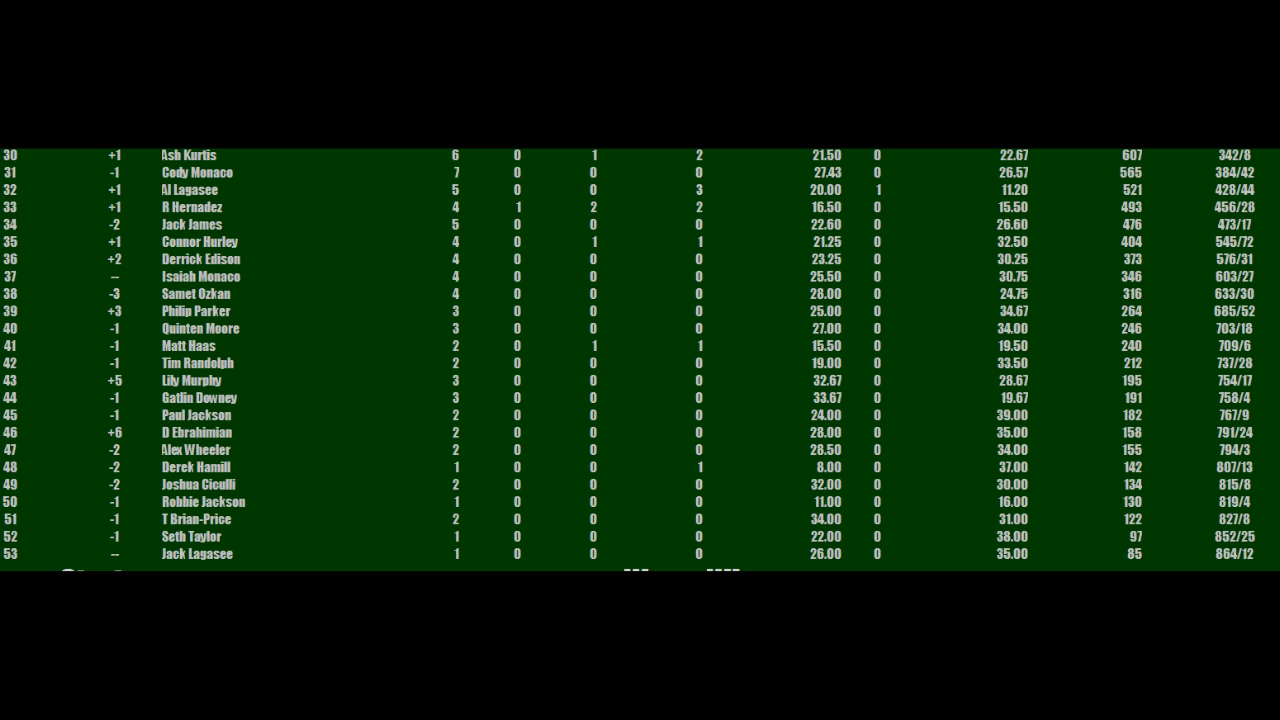 30 +1 Ash Kurtis 6 0 1 2 21.50 0 22.67 607 342/8
31 -1 Cody Monaco 7 0 0 0 27.43 0 26.57 565 384/42
32 +1 Al Lagasee 5 0 0 3 20.00 1 11.20 521 428/44
33 +1 R Hernadez 4 1 2 2 16.50 0 15.50 493 456/28
34 -2 Jack James 5 0 0 0 22.60 0 26.60 476 473/17
35 +1 Connor Hurley 4 0 1 1 21.25 0 32.50 404 545/72
36 +2 Derrick Edison 4 0 0 0 23.25 0 30.25 373 576/31
37 -- Isaiah Monaco 4 0 0 0 25.50 0 30.75 346 603/27
38 -3 Samet Ozkan 4 0 0 0 28.00 0 24.75 316 633/30
39 +3 Philip Parker 3 0 0 0 25.00 0 34.67 264 685/52
40 -1 Quinten Moore 3 0 0 0 27.00 0 34.00 246 703/18
41 -1 Matt Haas 2 0 1 1 15.50 0 19.50 240 709/6
42 -1 Tim Randolph 2 0 0 0 19.00 0 33.50 212 737/28
43 +5 Lily Murphy 3 0 0 0 32.67 0 28.67 195 754/17
44 -1 Gatlin Downey 3 0 0 0 33.67 0 19.67 191 758/4
45 -1 Paul Jackson 2 0 0 0 24.00 0 39.00 182 767/9
46 +6 D Ebrahimian 2 0 0 0 28.00 0 35.00 158 791/24
47 -2 Alex Wheeler 2 0 0 0 28.50 0 34.00 155 794/3
48 -2 Derek Hamill 1 0 0 1 8.00 0 37.00 142 807/13
49 -2 Joshua Ciculli 2 0 0 0 32.00 0 30.00 134 815/8
50 -1 Robbie Jackson 1 0 0 0 11.00 0 16.00 130 819/4
51 -1 T Brian-Price 2 0 0 0 34.00 0 31.00 122 827/8
52 -1 Seth Taylor 1 0 0 0 22.00 0 38.00 97 852/25
53 -- Jack Lagasee 1 0 0 0 26.00 0 35.00 85 864/12